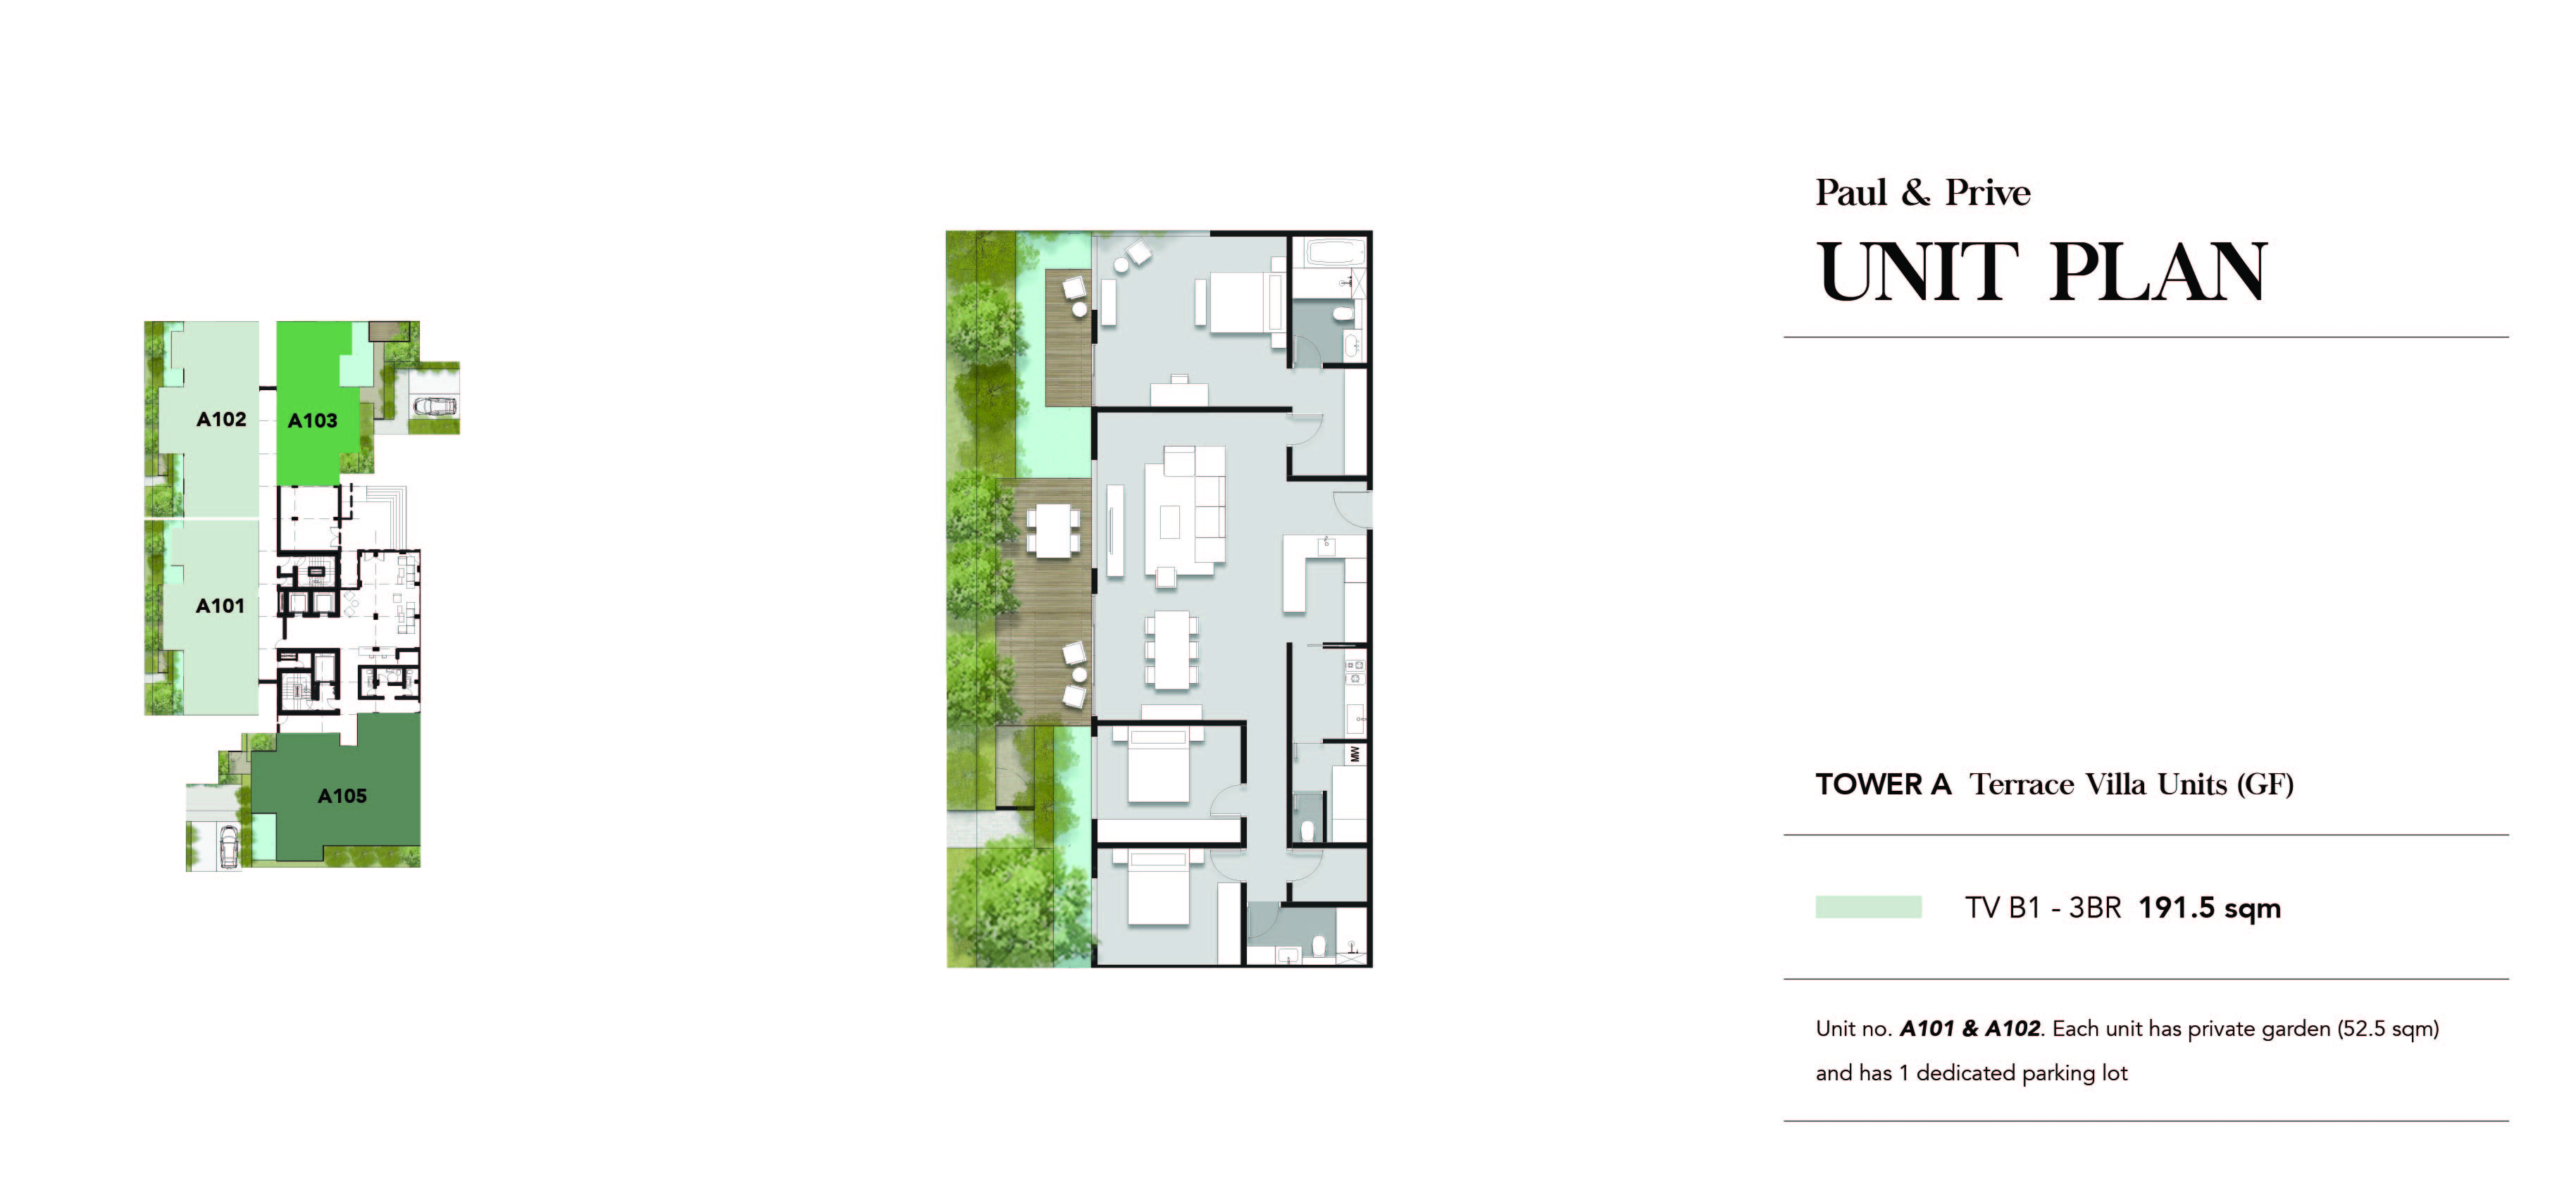 Paul & Prive
UNIT PLAN
A102
A103
A101
A105
MW
TOWER A Terrace Villa Units (GF)
TV B1 - 3BR 191.5 sqm
Unit no. A101 & A102. Each unit has private garden (52.5 sqm)
and has 1 dedicated parking lot